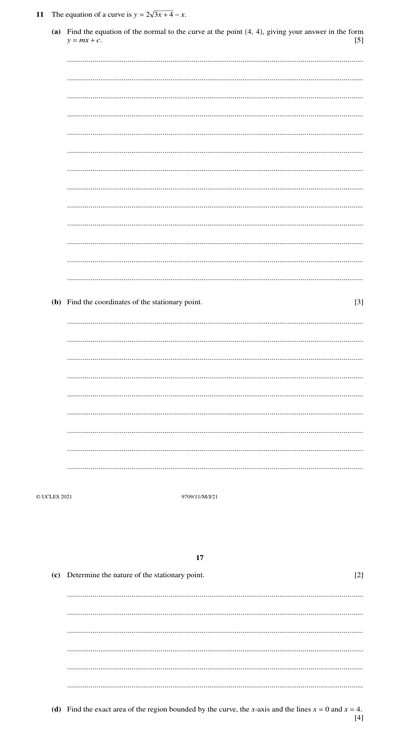 11 The equation of a curve is y = 2√(3x + 4) − x.
(a) Find the equation of the normal to the curve at the point (4, 4), giving your answer in the form
y = mx + c. [5]
(b) Find the coordinates of the stationary point. [3]
© UCLES 2021 9709/11/M/J/21
17
(c) Determine the nature of the stationary point. [2]
(d) Find the exact area of the region bounded by the curve, the x-axis and the lines x = 0 and x = 4.
[4]